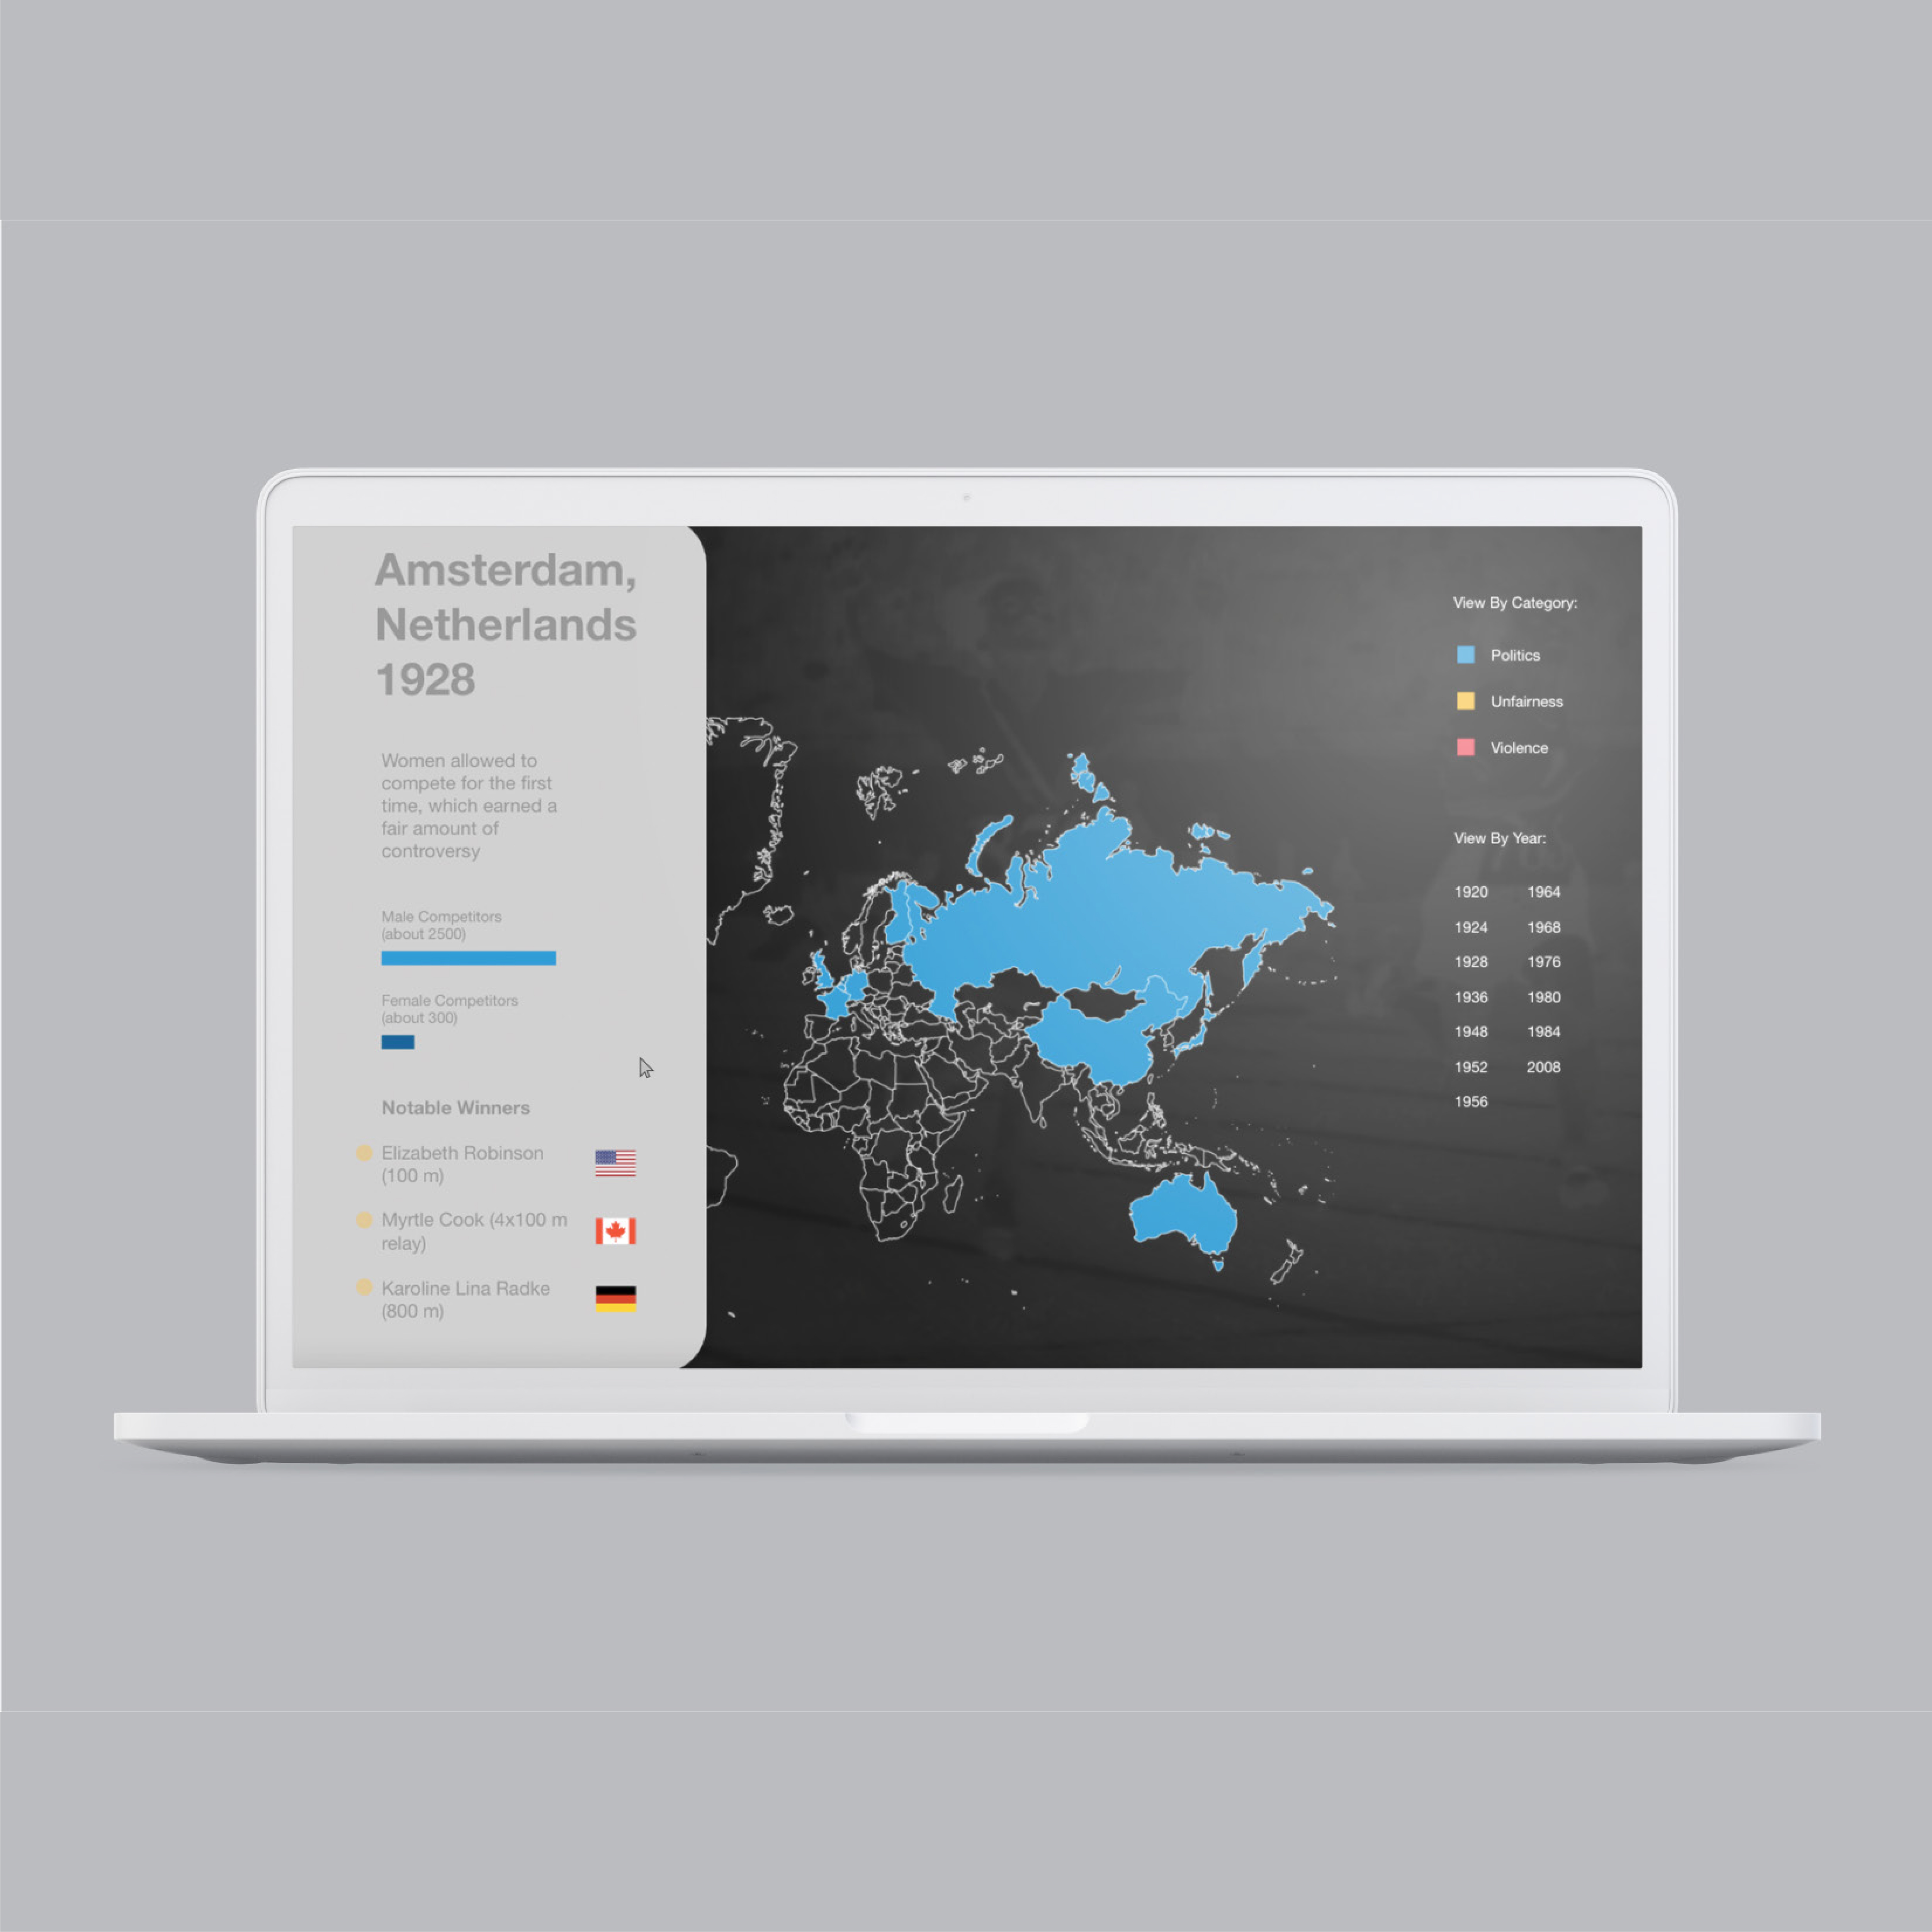 Amsterdam,
Netherlands
1928
Women allowed to
compete for the first
time, which earned a
fair amount of
controversy
Male Competitors
(about 2500)
Female Competitors
(about 300)
Notable Winners
Elizabeth Robinson
(100 m)
Myrtle Cook (4x100 m
relay)
Karoline Lina Radke
(800 m)
View By Category:
Politics
Unfairness
Violence
View By Year:
1920 1964
1924 1968
1928 1976
1936 1980
1948 1984
1952 2008
1956